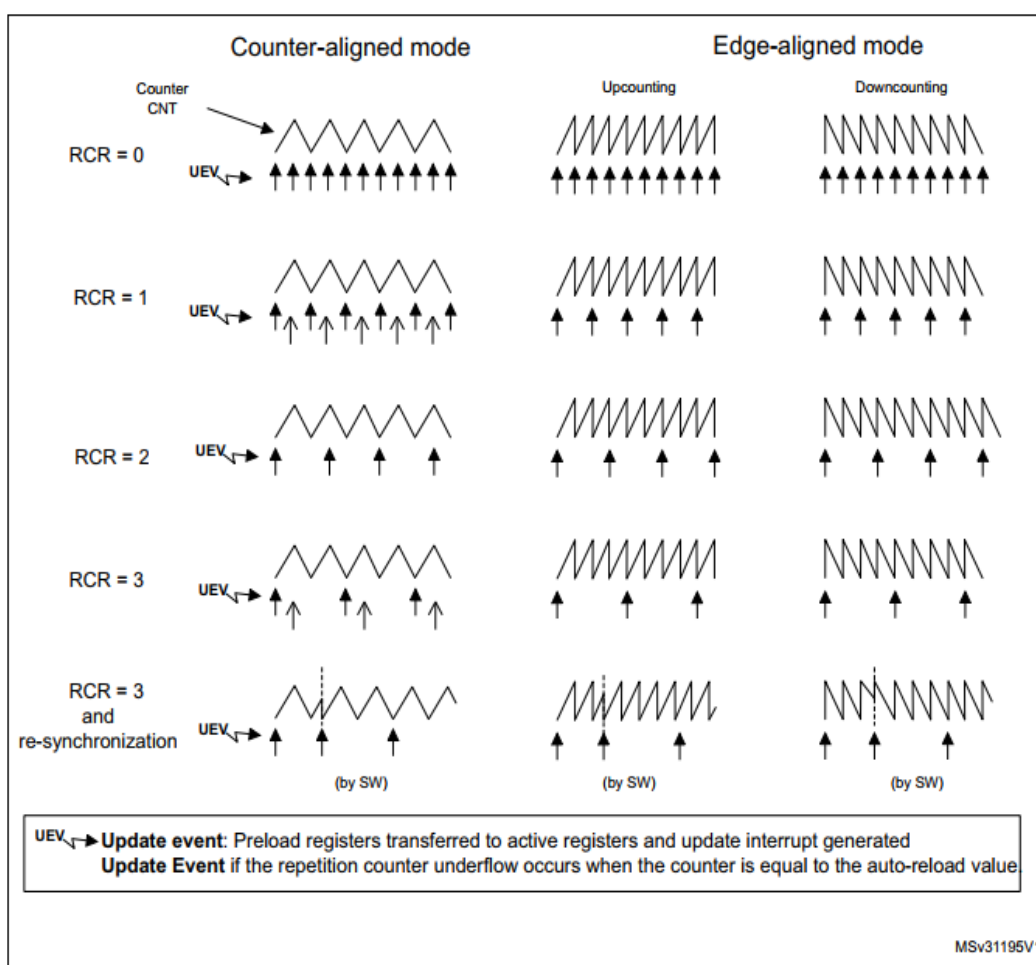 Counter-aligned mode
Edge-aligned mode
Upcounting
Downcounting
Counter
CNT
RCR = 0
UEV
RCR = 1
UEV
RCR = 2
UEV
RCR = 3
UEV
RCR = 3
and
re-synchronization
UEV
(by SW)
(by SW)
(by SW)
UEV Update event: Preload registers transferred to active registers and update interrupt generated
Update Event if the repetition counter underflow occurs when the counter is equal to the auto-reload value.
MSv31195V1